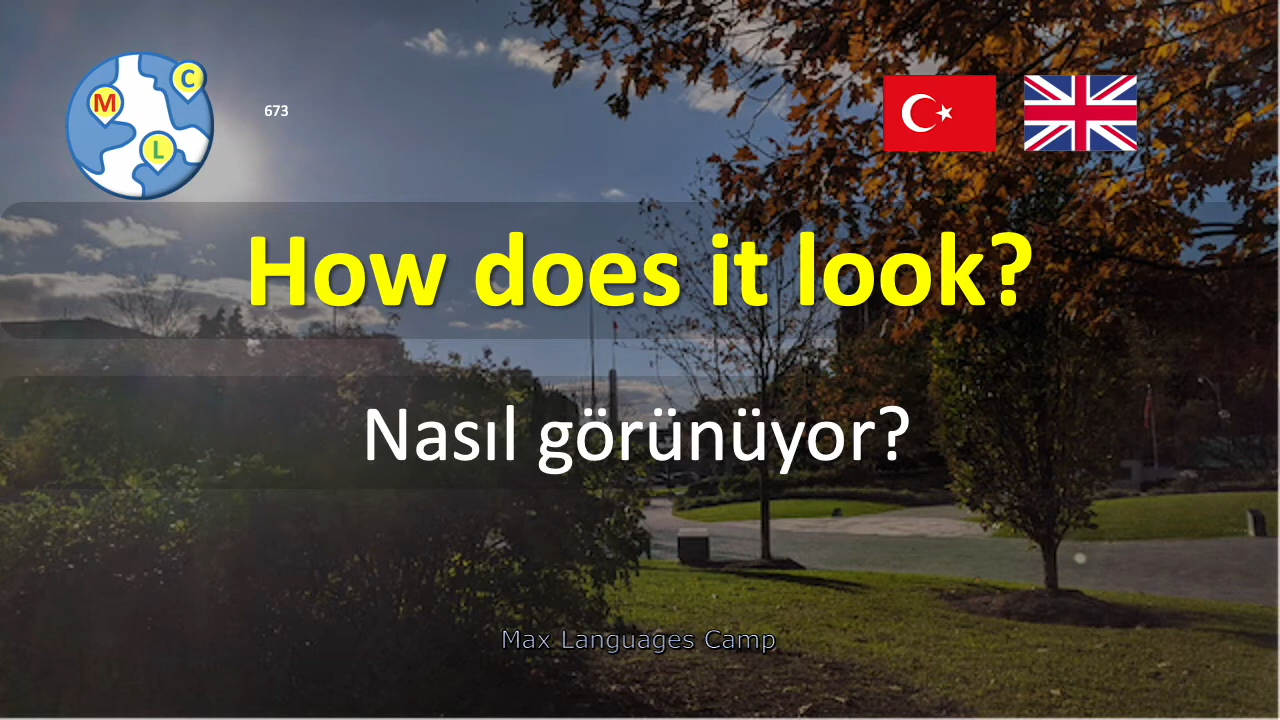 M
C
L
673
How does it look?
Nasıl görünüyor?
Max Languages Camp